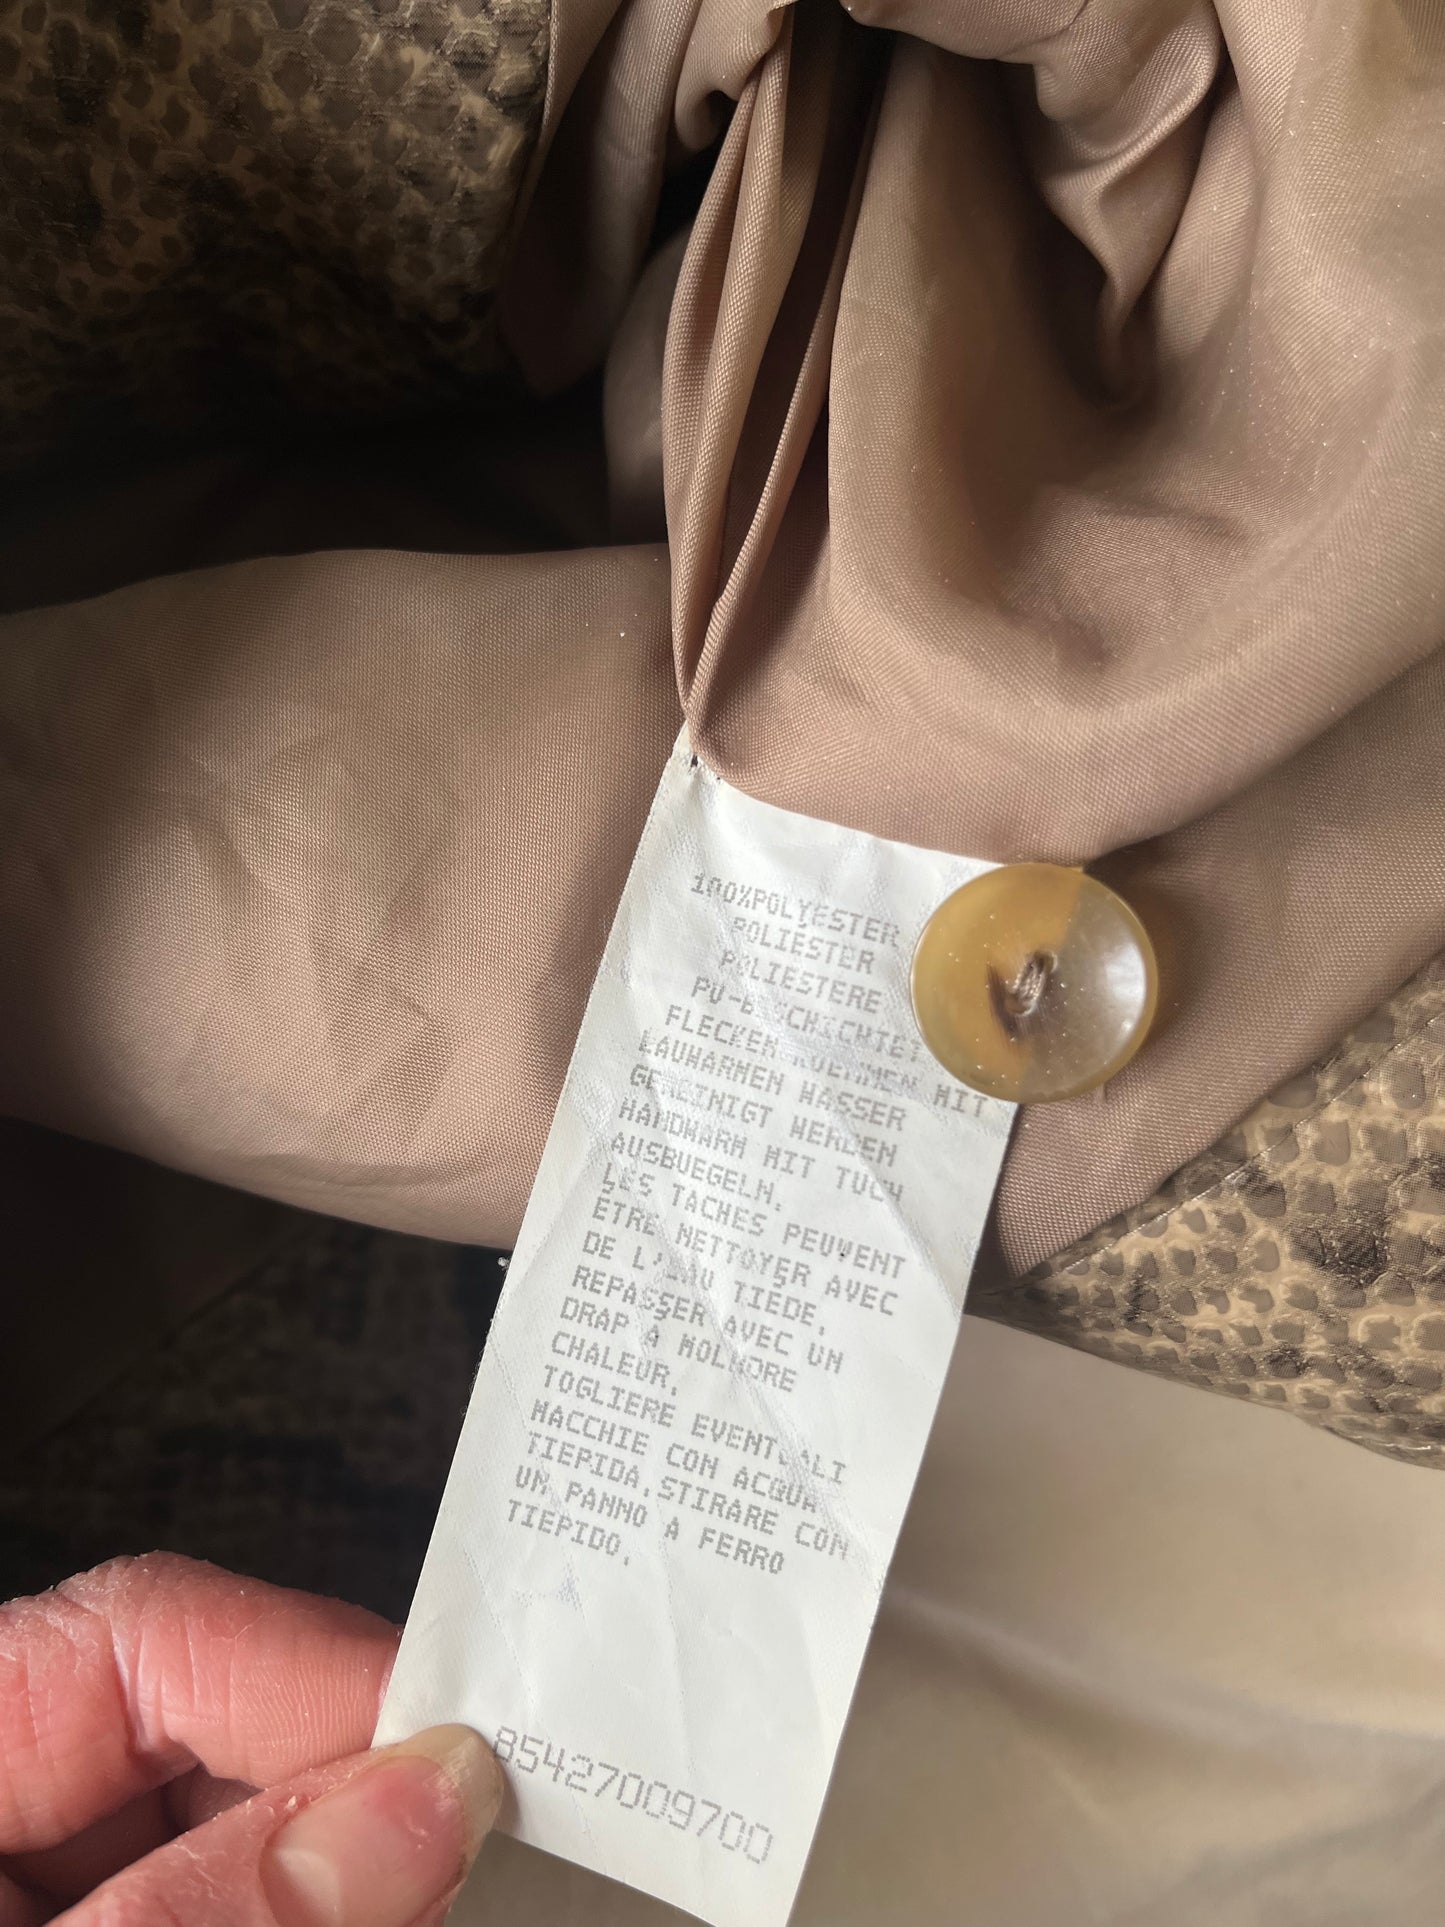 100%POLYESTER
POLIÉSTER
POLIESTERE
PU-BESCHICHTET
FLECKEN KOENNEN MIT
LAUWARMEN WASSER
GEREINIGT WERDEN
HANDWARM MIT TUCH
AUSBUEGELN.
LES TACHES PEUVENT
ÊTRE NETTOYER AVEC
DE L'EAU TIÈDE.
REPASSER AVEC UN
DRAP À MOLNDRE
CHALEUR.
TOGLIERE EVENTUALI
MACCHIE CON ACQUA
TIEPIDA.STIRARE CON
UN PANNO A FERRO
TIEPIDO.
85427009700